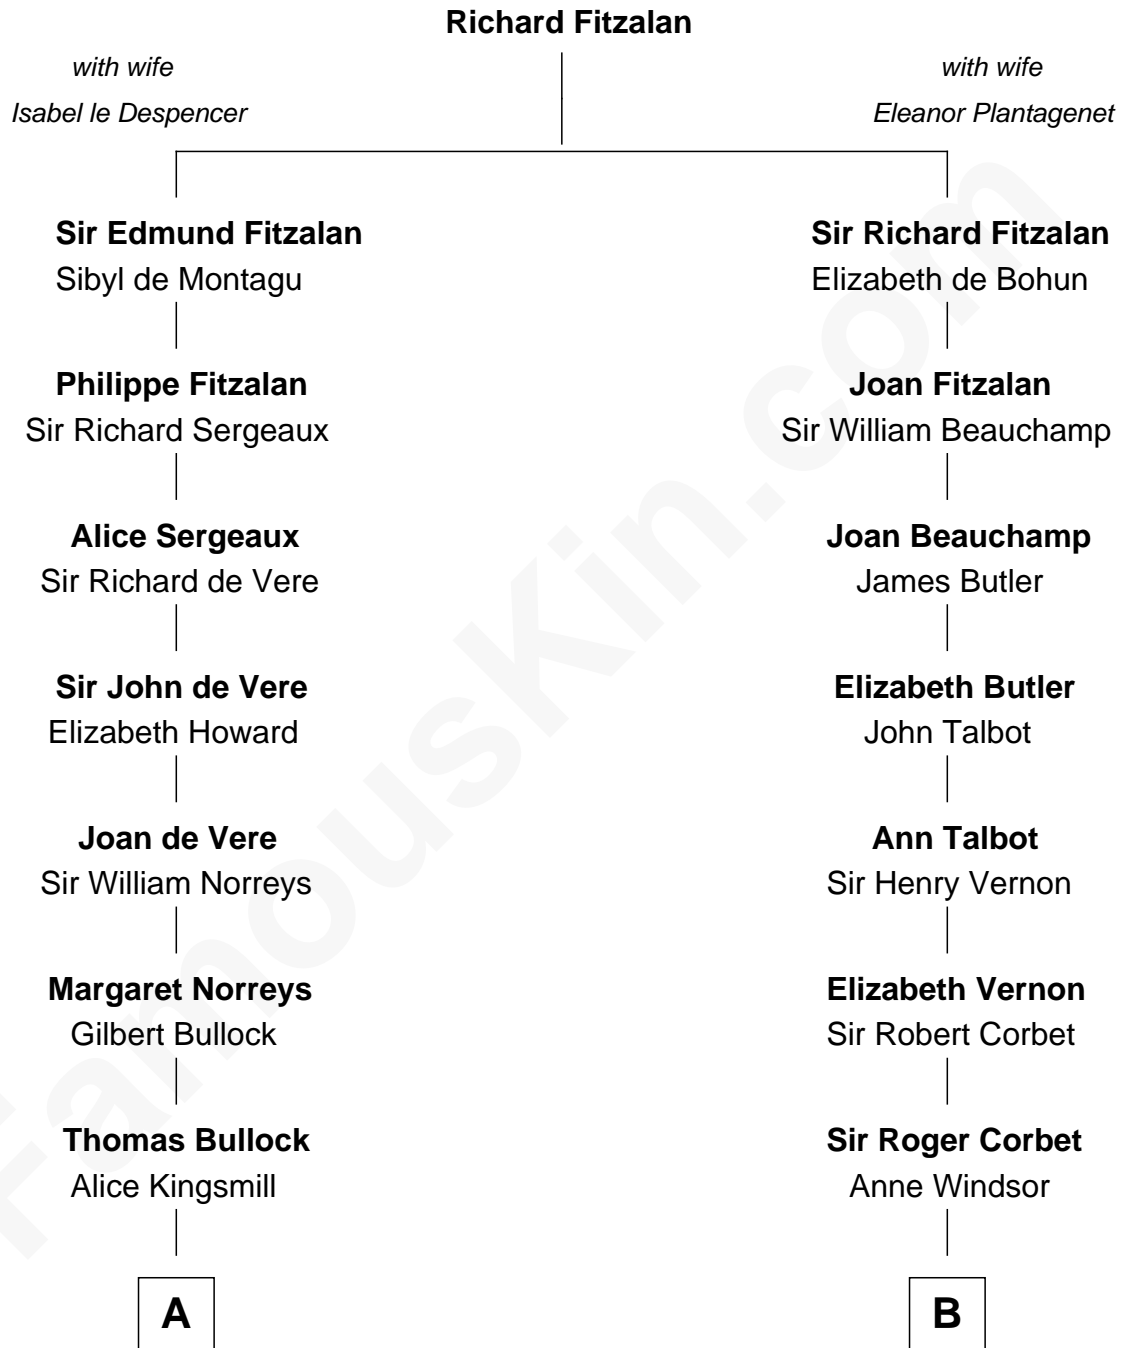 Richard Fitzalan
with wife
Isabel le Despencer
with wife
Eleanor Plantagenet
Sir Edmund Fitzalan
Sibyl de Montagu
Sir Richard Fitzalan
Elizabeth de Bohun
Philippe Fitzalan
Sir Richard Sergeaux
Joan Fitzalan
Sir William Beauchamp
Alice Sergeaux
Sir Richard de Vere
Joan Beauchamp
James Butler
Sir John de Vere
Elizabeth Howard
Elizabeth Butler
John Talbot
Joan de Vere
Sir William Norreys
Ann Talbot
Sir Henry Vernon
Margaret Norreys
Gilbert Bullock
Elizabeth Vernon
Sir Robert Corbet
Thomas Bullock
Alice Kingsmill
Sir Roger Corbet
Anne Windsor
A
B
FamousKin.com